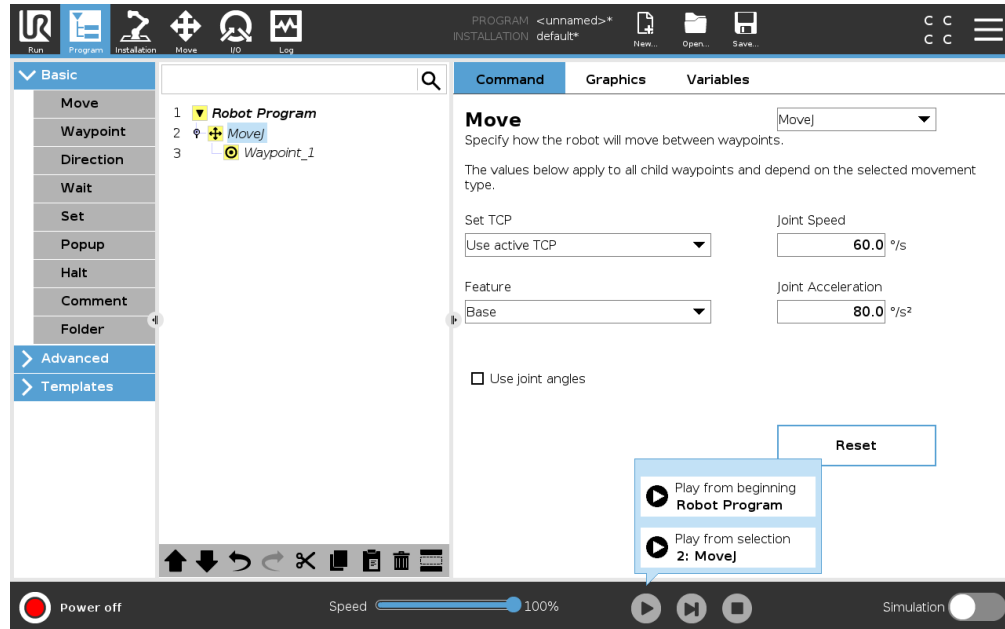 PROGRAM <unnamed>*
INSTALLATION default*
C C
C C
UR
Run
Program
Installation
Move
I/O
Log
New...
Open...
Save...
Basic
Move
Waypoint
Direction
Wait
Set
Popup
Halt
Comment
Folder
Advanced
Templates
1 Robot Program
2 MoveJ
3 Waypoint_1
Command Graphics Variables
Move
MoveJ
Specify how the robot will move between waypoints.
The values below apply to all child waypoints and depend on the selected movement
type.
Set TCP
Use active TCP
Joint Speed
60.0 °/s
Feature
Base
Joint Acceleration
80.0 °/s²
Use joint angles
Reset
Play from beginning
Robot Program
Play from selection
2: MoveJ
Power off
Speed
100%
Simulation